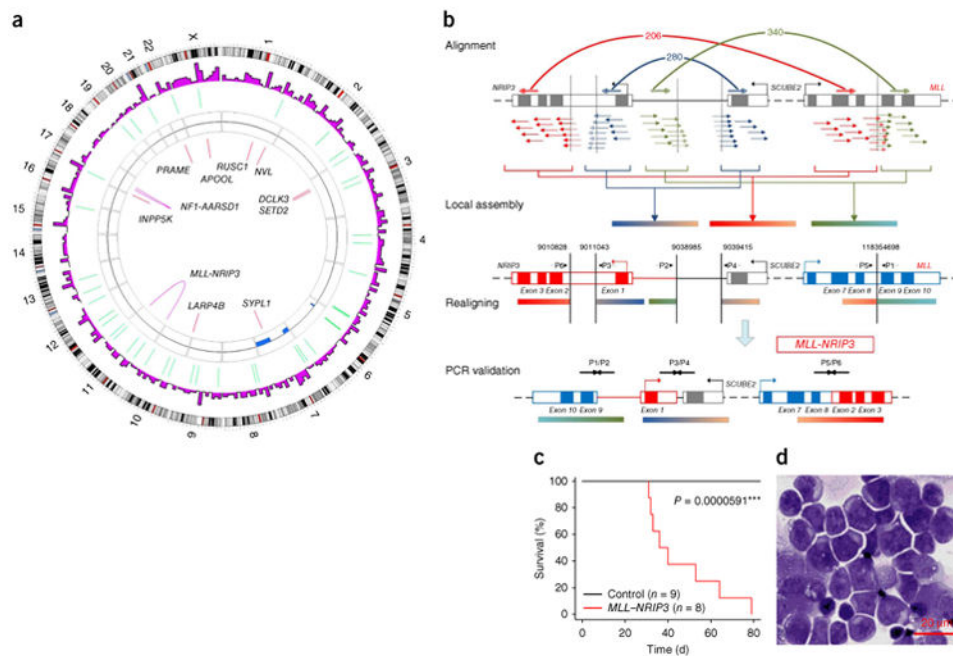 a
X
1
2
3
4
5
6
7
8
9
10
11
12
13
14
15
16
17
18
19
20
21
22
PRAME
RUSC1
APOOL
NVL
DCLK3
SETD2
NF1-AARSD1
INPP5K
MLL-NRIP3
LARP4B
SYPL1
b
Alignment
206
280
340
NRIP3
SCUBE2
MLL
Local assembly
9010828
9011043
9038985
9039415
118354698
NRIP3
P6
P3
P2
P4
SCUBE2
P5
P1
MLL
Exon 3 Exon 2
Exon 1
Exon 7 Exon 8
Exon 9 Exon 10
Realigning
MLL-NRIP3
PCR validation
P1/P2
P3/P4
P5/P6
SCUBE2
Exon 10 Exon 9
Exon 1
Exon 7
Exon 8 Exon 2 Exon 3
c
Survival (%)
100
80
60
40
20
0
P = 0.0000591***
Control (n = 9)
MLL–NRIP3 (n = 8)
0 20 40 60 80
Time (d)
d